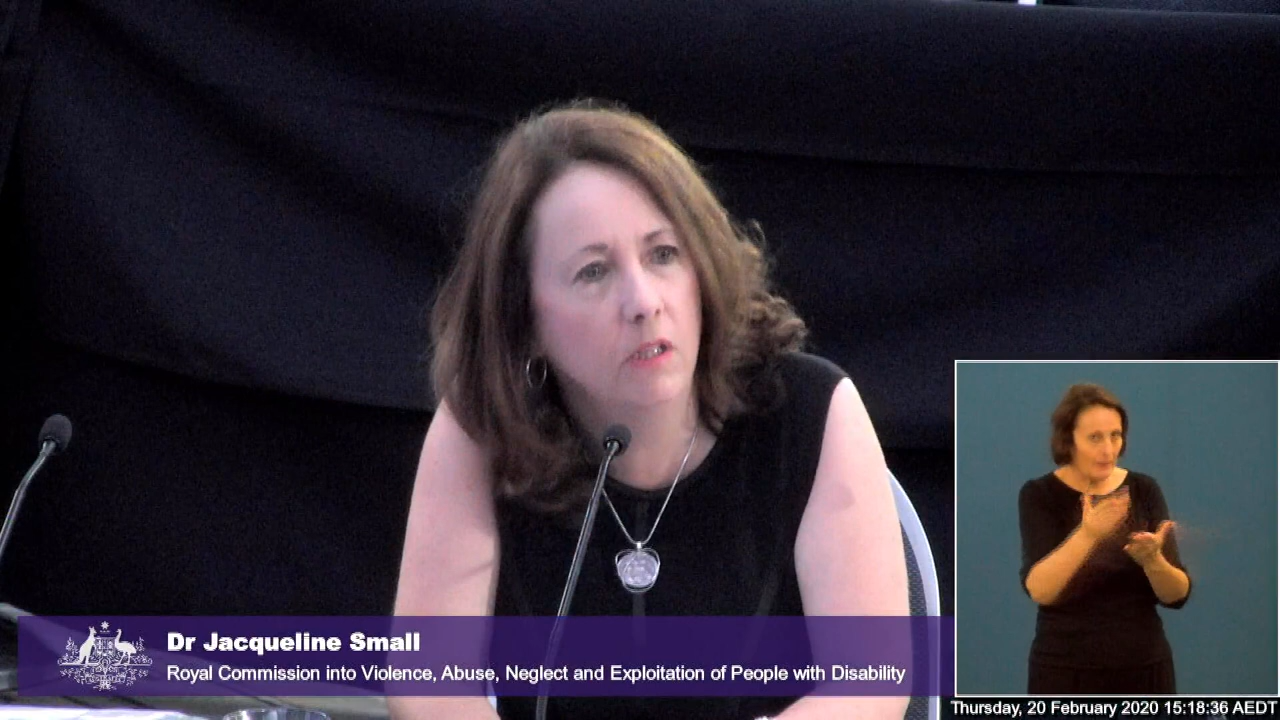 Dr Jacqueline Small
Royal Commission into Violence, Abuse, Neglect and Exploitation of People with Disability
Thursday, 20 February 2020 15:18:36 AEDT